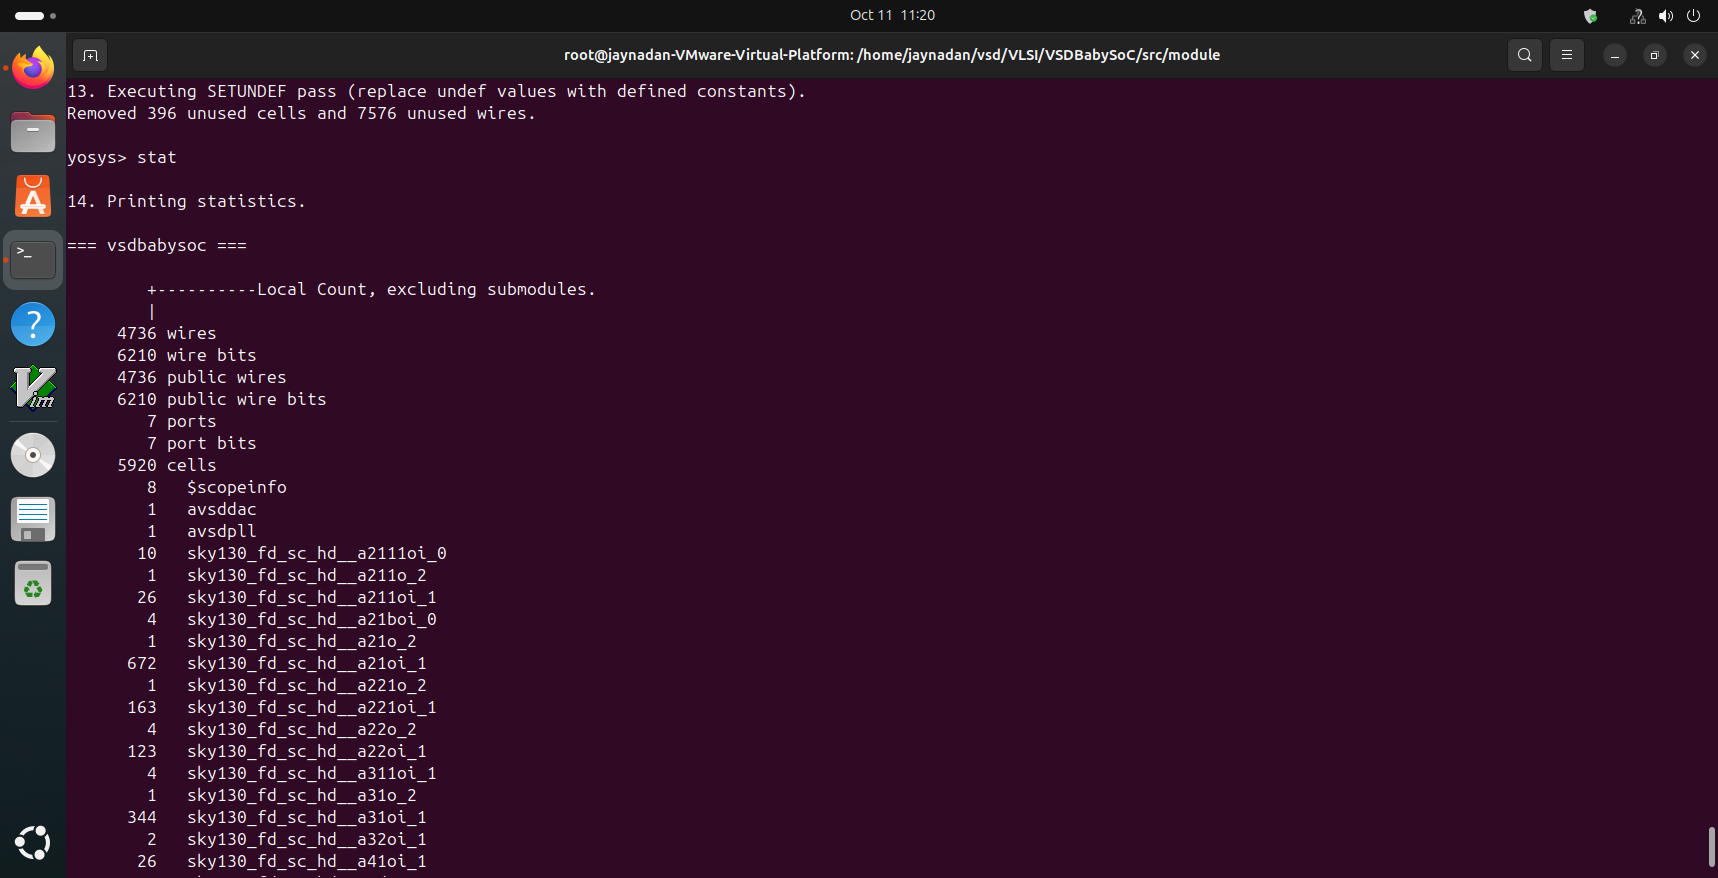 Oct 11 11:20
root@jaynadan-VMware-Virtual-Platform: /home/jaynadan/vsd/VLSI/VSDBabySoC/src/module
13. Executing SETUNDEF pass (replace undef values with defined constants).
Removed 396 unused cells and 7576 unused wires.
yosys> stat
14. Printing statistics.
=== vsdbabysoc ===
+----------Local Count, excluding submodules.
|
4736 wires
6210 wire bits
4736 public wires
6210 public wire bits
7 ports
7 port bits
5920 cells
8 $scopeinfo
1 avsddac
1 avsdpll
10 sky130_fd_sc_hd__a2111oi_0
1 sky130_fd_sc_hd__a211o_2
26 sky130_fd_sc_hd__a211oi_1
4 sky130_fd_sc_hd__a21boi_0
1 sky130_fd_sc_hd__a21o_2
672 sky130_fd_sc_hd__a21oi_1
1 sky130_fd_sc_hd__a221o_2
163 sky130_fd_sc_hd__a221oi_1
4 sky130_fd_sc_hd__a22o_2
123 sky130_fd_sc_hd__a22oi_1
4 sky130_fd_sc_hd__a311oi_1
1 sky130_fd_sc_hd__a31o_2
344 sky130_fd_sc_hd__a31oi_1
2 sky130_fd_sc_hd__a32oi_1
26 sky130_fd_sc_hd__a41oi_1